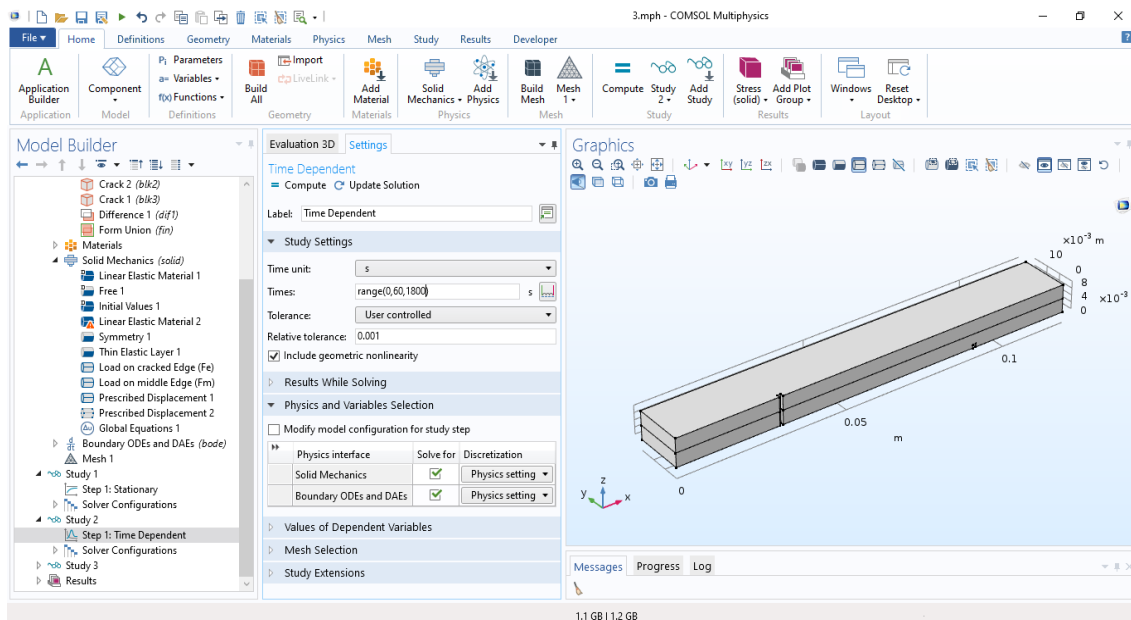 3.mph - COMSOL Multiphysics
File Home Definitions Geometry Materials Physics Mesh Study Results Developer
Application Builder
Component
Pi Parameters
a= Variables
f(x) Functions
Build All
Import
LiveLink
Add Material
Solid Mechanics
Add Physics
Build Mesh
Mesh 1
Compute
Study 2
Add Study
Stress (solid)
Add Plot Group
Windows
Reset Desktop
Application Model Definitions Geometry Materials Physics Mesh Study Results Layout
Model Builder
Crack 2 (blk2)
Crack 1 (blk3)
Difference 1 (dif1)
Form Union (fin)
Materials
Solid Mechanics (solid)
Linear Elastic Material 1
Free 1
Initial Values 1
Linear Elastic Material 2
Symmetry 1
Thin Elastic Layer 1
Load on cracked Edge (Fe)
Load on middle Edge (Fm)
Prescribed Displacement 1
Prescribed Displacement 2
Global Equations 1
Boundary ODEs and DAEs (bode)
Mesh 1
Study 1
Step 1: Stationary
Solver Configurations
Study 2
Step 1: Time Dependent
Solver Configurations
Study 3
Results
Evaluation 3D Settings
Time Dependent
= Compute Update Solution
Label: Time Dependent
Study Settings
Time unit: s
Times: range(0,60,1800) s
Tolerance: User controlled
Relative tolerance: 0.001
Include geometric nonlinearity
Results While Solving
Physics and Variables Selection
Modify model configuration for study step
Physics interface Solve for Discretization
Solid Mechanics Physics setting
Boundary ODEs and DAEs Physics setting
Values of Dependent Variables
Mesh Selection
Study Extensions
Graphics
xy yz zx
×10⁻³ m
10
0
8
4 ×10⁻³
0
0.1
0.05
m
0
y z x
Messages Progress Log
1.1 GB | 1.2 GB